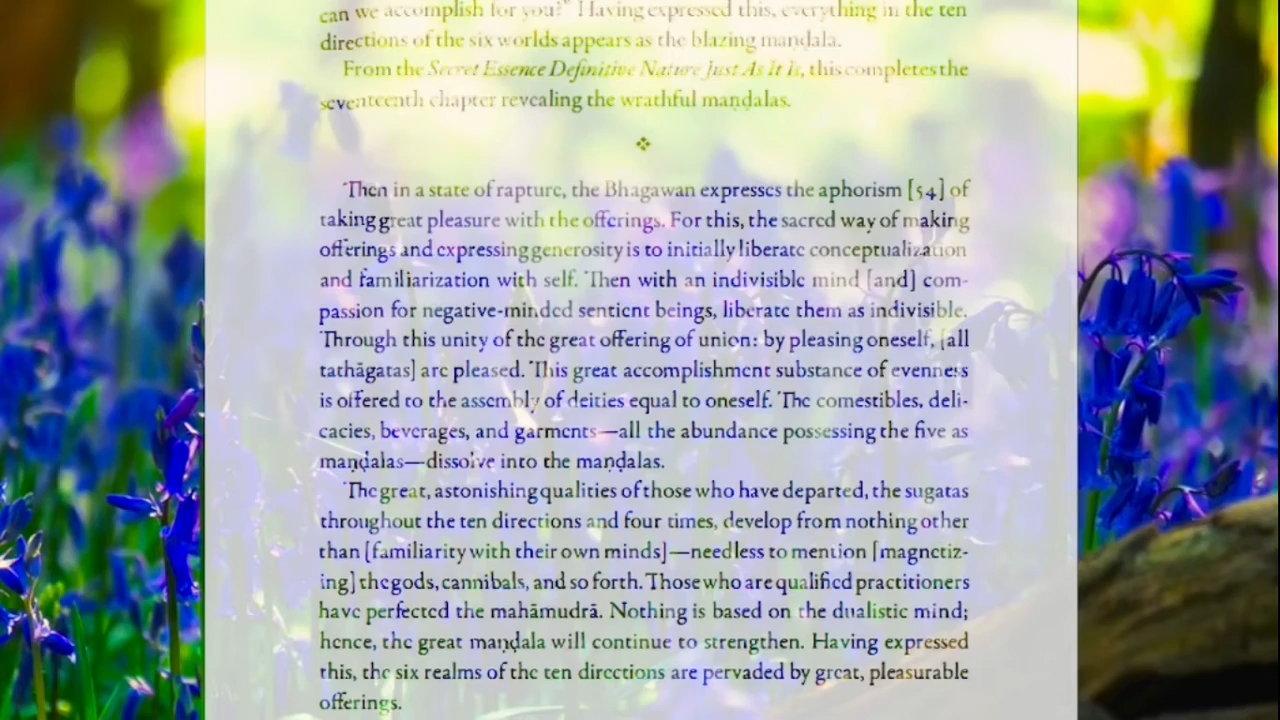 can we accomplish for you?" Having expressed this, everything in the ten
directions of the six worlds appears as the blazing maṇḍala.
From the Secret Essence Definitive Nature Just As It Is, this completes the
seventeenth chapter revealing the wrathful maṇḍalas.
Then in a state of rapture, the Bhagawan expresses the aphorism [54] of
taking great pleasure with the offerings. For this, the sacred way of making
offerings and expressing generosity is to initially liberate conceptualization
and familiarization with self. Then with an indivisible mind [and] com-
passion for negative-minded sentient beings, liberate them as indivisible.
Through this unity of the great offering of union: by pleasing oneself, [all
tathāgatas] are pleased. This great accomplishment substance of evenness
is offered to the assembly of deities equal to oneself. The comestibles, deli-
cacies, beverages, and garments—all the abundance possessing the five as
maṇḍalas—dissolve into the maṇḍalas.
The great, astonishing qualities of those who have departed, the sugatas
throughout the ten directions and four times, develop from nothing other
than [familiarity with their own minds]—needless to mention [magnetiz-
ing] the gods, cannibals, and so forth. Those who are qualified practitioners
have perfected the mahāmudrā. Nothing is based on the dualistic mind;
hence, the great maṇḍala will continue to strengthen. Having expressed
this, the six realms of the ten directions are pervaded by great, pleasurable
offerings.